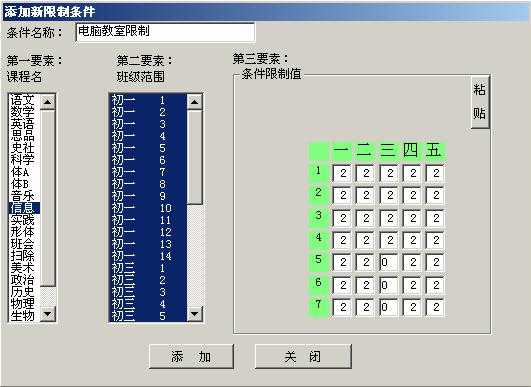 添加新限制条件
条件名称： 电脑教室限制
第一要素：
课程名
语文
数学
英语
思品
史社
科学
体A
体B
音乐
信息
实践
形体
班会
扫除
美术
政治
历史
物理
生物
第二要素：
班级范围
初一 1
初一 2
初一 3
初一 4
初一 5
初一 6
初一 7
初一 8
初一 9
初一 10
初一 11
初一 12
初一 13
初一 14
初三 1
初三 2
初三 3
初三 4
初三 5
第三要素：
条件限制值
粘贴
一 二 三 四 五
1 2 2 2 2 2
2 2 2 2 2 2
3 2 2 2 2 2
4 2 2 2 2 2
5 2 2 0 2 2
6 2 2 0 2 2
7 2 2 0 2 2
添 加 关 闭